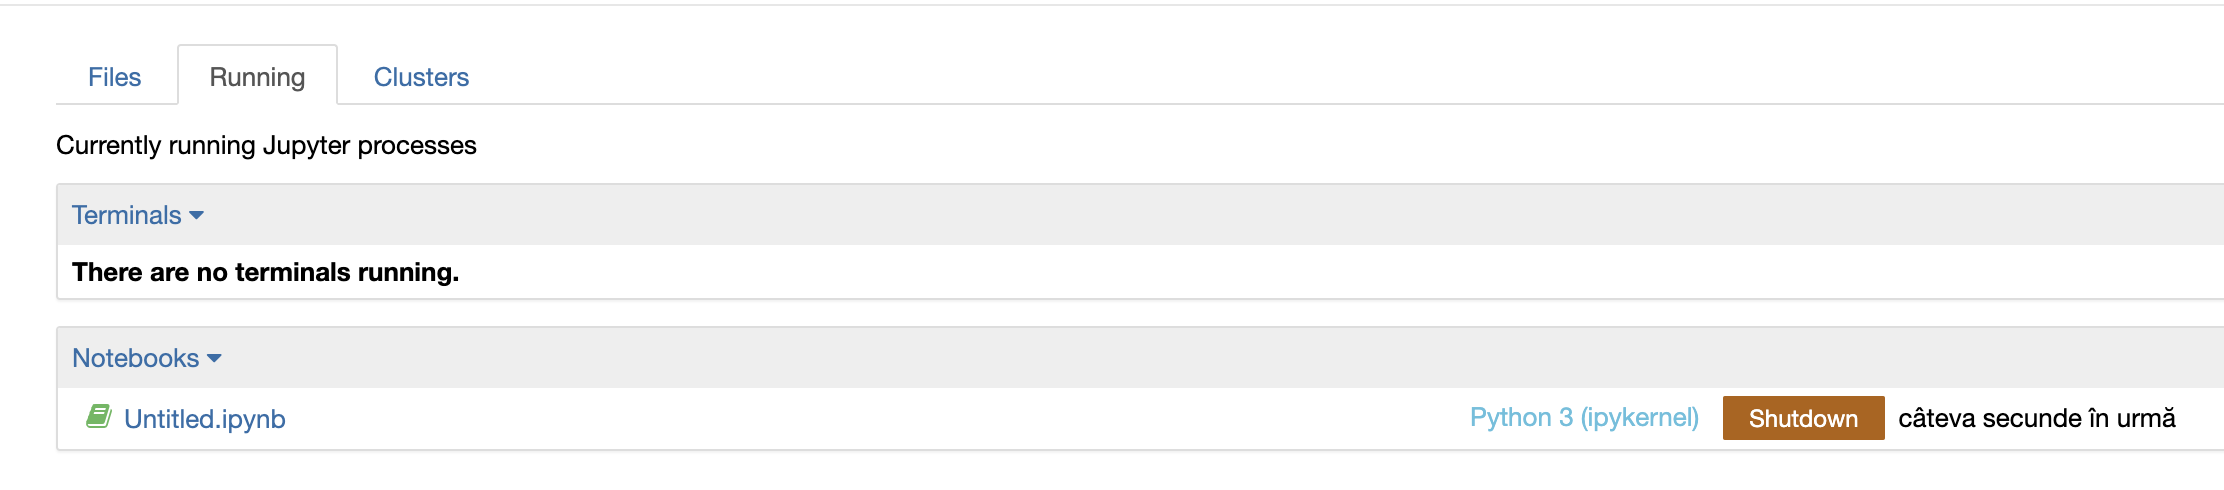 Files Running Clusters
Currently running Jupyter processes
Terminals
There are no terminals running.
Notebooks
Untitled.ipynb Python 3 (ipykernel) Shutdown câteva secunde în urmă